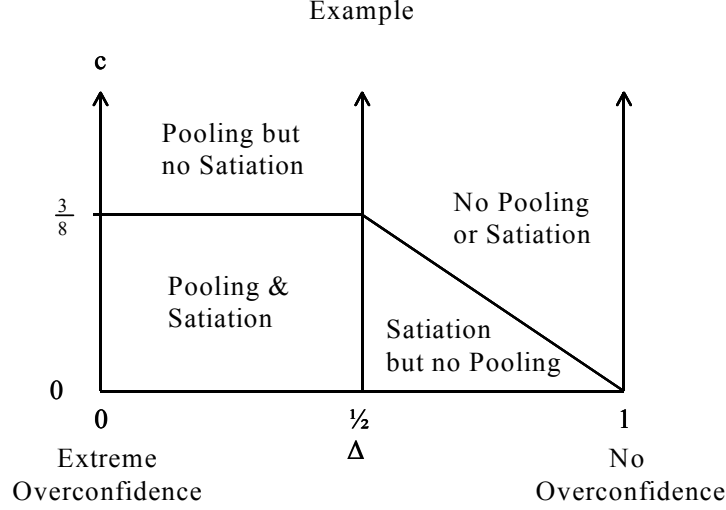 Example
c
Pooling but
no Satiation
No Pooling
or Satiation
3/8
Pooling &
Satiation
Satiation
but no Pooling
0
0
½
1
Δ
Extreme
Overconfidence
No
Overconfidence